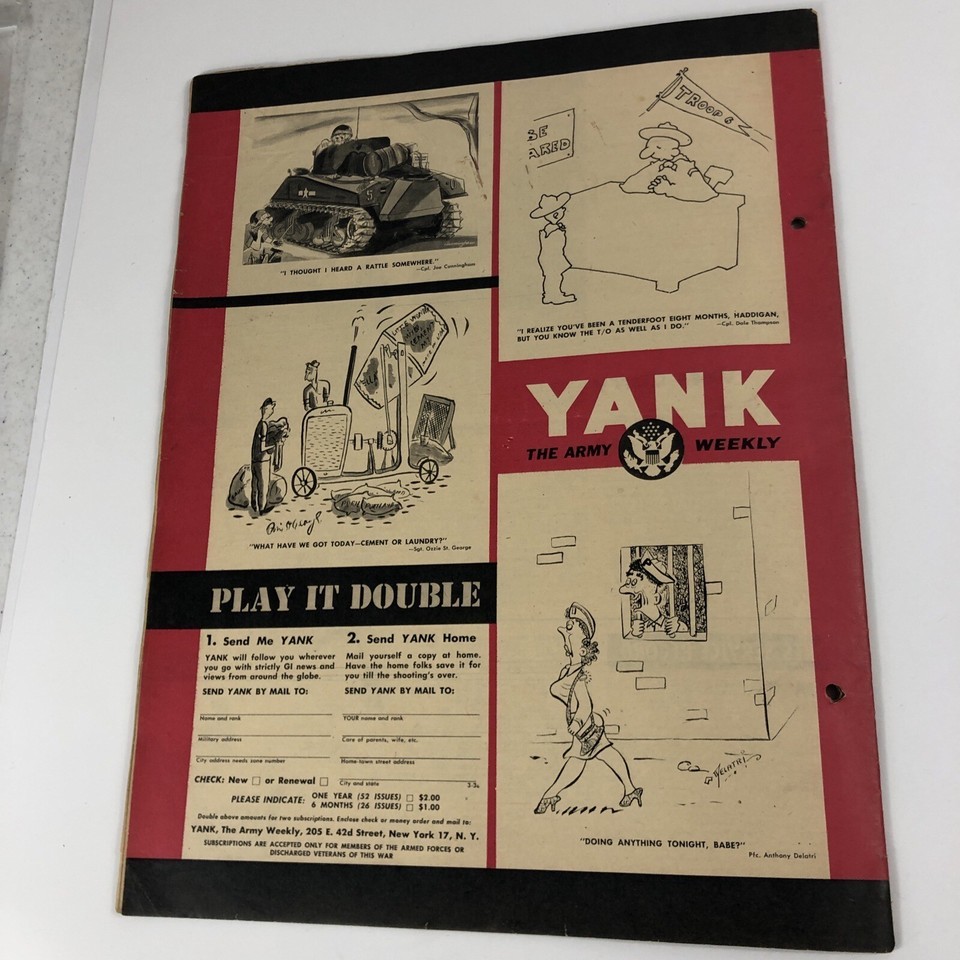 "I THOUGHT I HEARD A RATTLE SOMEWHERE."
—Cpl. Joe Cunningham
TROOP 6
BE
ARED
"I REALIZE YOU'VE BEEN A TENDERFOOT EIGHT MONTHS, HADDIGAN,
BUT YOU KNOW THE T/O AS WELL AS I DO."
—Cpl. Dale Thompson
"WHAT HAVE WE GOT TODAY—CEMENT OR LAUNDRY?"
—Sgt. Ozzie St. George
YANK
THE ARMY WEEKLY
PLAY IT DOUBLE
1. Send Me YANK
YANK will follow you wherever
you go with strictly GI news and
views from around the globe.
SEND YANK BY MAIL TO:
Name and rank
Military address
City address needs zone number
2. Send YANK Home
Mail yourself a copy at home.
Have the home folks save it for
you till the shooting's over.
SEND YANK BY MAIL TO:
YOUR name and rank
Care of parents, wife, etc.
Home-town street address
City and state
CHECK: New or Renewal
PLEASE INDICATE: ONE YEAR (52 ISSUES) $2.00
6 MONTHS (26 ISSUES) $1.00
Double above amounts for two subscriptions. Enclose check or money order and mail to:
YANK, The Army Weekly, 205 E. 42d Street, New York 17, N. Y.
SUBSCRIPTIONS ARE ACCEPTED ONLY FOR MEMBERS OF THE ARMED FORCES OR
DISCHARGED VETERANS OF THIS WAR
DELATRI
"DOING ANYTHING TONIGHT, BABE?"
Pfc. Anthony Delatri